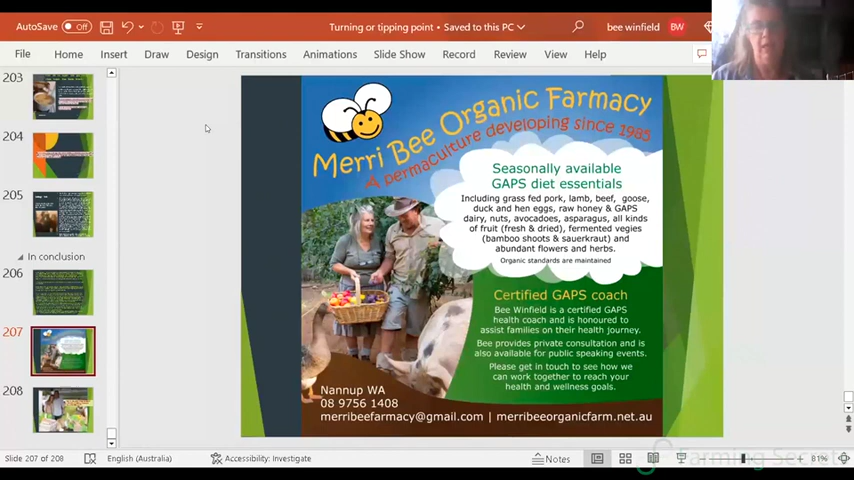 AutoSave Off Turning or tipping point - Saved to this PC bee winfield BW
File Home Insert Draw Design Transitions Animations Slide Show Record Review View Help
203
204
205
In conclusion
206
207
208
Merri Bee Organic Farmacy
A permaculture developing since 1985
Seasonally available
GAPS diet essentials
Including grass fed pork, lamb, beef, goose,
duck and hen eggs, raw honey & GAPS
dairy, nuts, avocadoes, asparagus, all kinds
of fruit (fresh & dried), fermented vegies
(bamboo shoots & sauerkraut) and
abundant flowers and herbs.
Organic standards are maintained
Certified GAPS coach
Bee Winfield is a certified GAPS
health coach and is honoured to
assist families on their health journey.
Bee provides private consultation and is
also available for public speaking events.
Please get in touch to see how we
can work together to reach your
health and wellness goals.
Nannup WA
08 9756 1408
merribeefarmacy@gmail.com | merribeeorganicfarm.net.au
Slide 207 of 208 English (Australia) Accessibility: Investigate Notes 81%
Farming Secrets